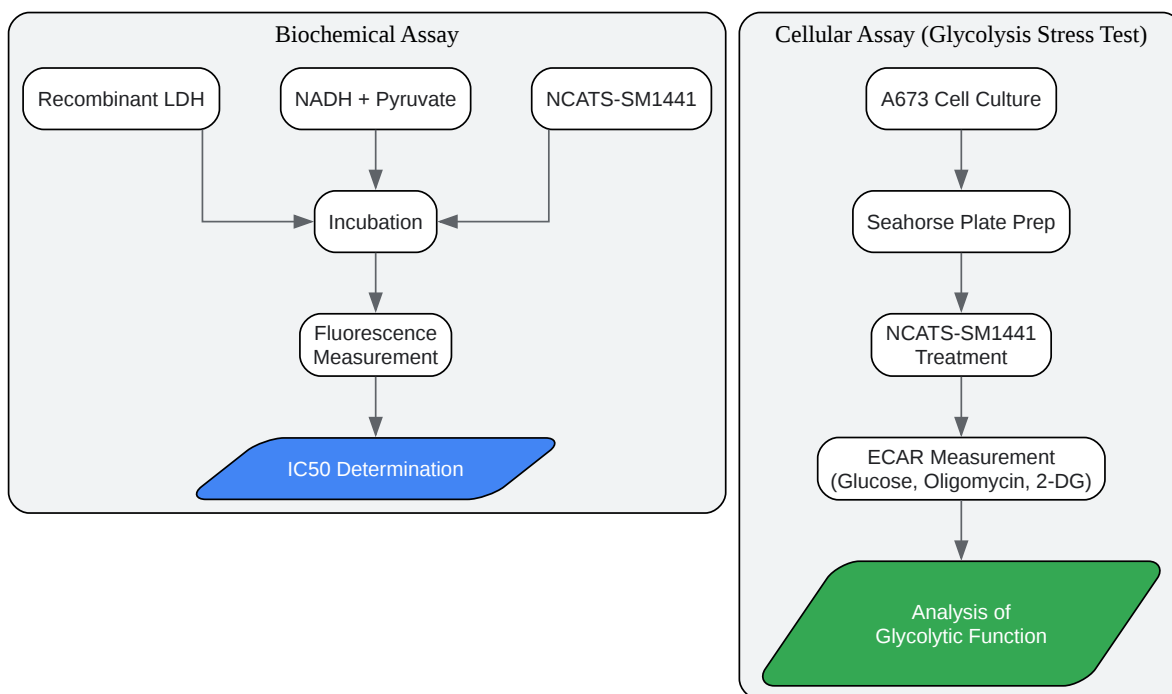 Biochemical Assay
Recombinant LDH
NADH + Pyruvate
NCATS-SM1441
Incubation
Fluorescence
Measurement
IC50 Determination
Cellular Assay (Glycolysis Stress Test)
A673 Cell Culture
Seahorse Plate Prep
NCATS-SM1441
Treatment
ECAR Measurement
(Glucose, Oligomycin, 2-DG)
Analysis of
Glycolytic Function